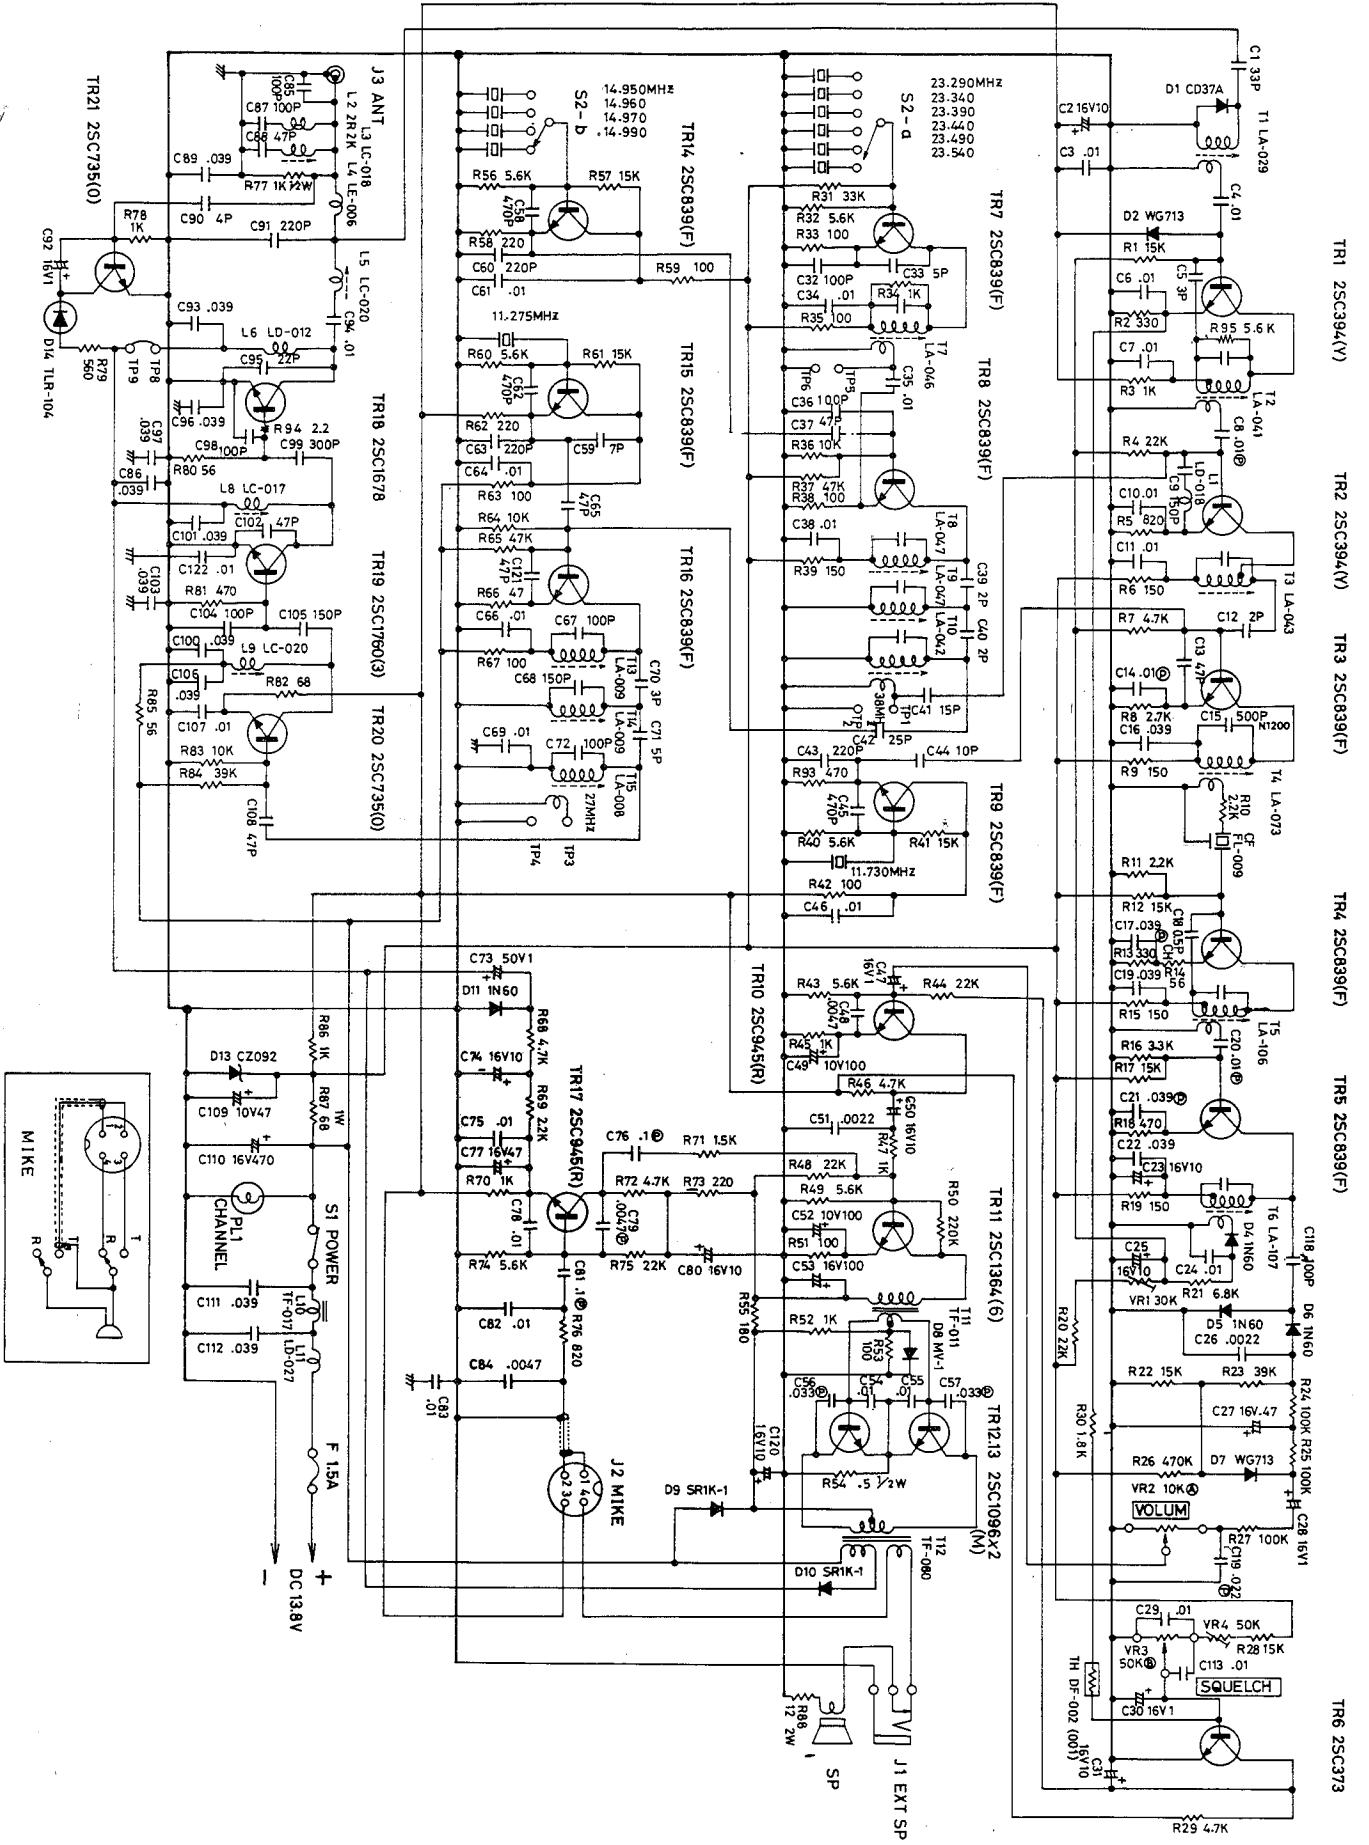 TR1 2SC394(Y)
TR2 2SC394(Y)
TR3 2SC839(F)
TR4 2SC839(F)
TR5 2SC839(F)
TR6 2SC373
C1 33P
D1 CD37A
T1 LA-029
C2 16V10
C3 .01
C4 .01
D2 WG713
R1 15K
C5 3P
C6 .01
R2 330
R95 5.6K
C7 .01
R3 1K
T2 LA-041
C8 .01Ⓟ
R4 22K
L1 LD-018
C9 150P
C10 .01
R5 820
C11 .01
R6 150
T3 LA-043
R7 4.7K
C12 2P
C13 47P
C14 .01Ⓟ
R8 2.7K
C15 500P
N1200
C16 .039
R9 150
T4 LA-073
R10 2.2K
CF FL-009
R11 2.2K
R12 15K
C17 .039Ⓟ
C18 0.5P CH
R13 330
R14 56
C19 .039
R15 150
T5 LA-106
C20 .01Ⓟ
R16 3.3K
R17 15K
C21 .039Ⓟ
R18 470
C22 .039
C23 16V10
R19 150
T6 LA-107
D4 1N60
C118 100P
C25 16V10
C24 .01
R21 6.8K
VR1 30K
R20 22K
D5 1N60
D6 1N60
C26 .0022
R22 15K
R23 39K
R24 100K
R25 100K
C27 16V.47
R30 1.8K
R26 470K
D7 WG713
VR2 10KⒶ
VOLUM
C28 16V1
R27 100K
C119 .022Ⓟ
C29 .01
VR4 50K
R28 15K
VR3 50KⒷ
C113 .01
SQUELCH
TH DF-002 (001)
C30 16V1
C31 16V10
R29 4.7K
23.290MHz
23.340
23.390
23.440
23.490
23.540
S2-a
TR7 2SC839(F)
TR8 2SC839(F)
TR9 2SC839(F)
TR10 2SC945(R)
TR11 2SC1364(6)
TR12.13 2SC1096×2 (M)
R31 33K
R32 5.6K
R33 100
C32 100P
C33 5P
C34 .01
R34 1K
R35 100
T7 LA-046
TP5
TP6
C35 .01
C36 100P
C37 47P
R36 10K
R37 47K
R38 100
C38 .01
R39 150
T8 LA-047
T9 LA-047
T10 LA-042
C39 2P
C40 2P
C41 15P
38MHz
TP1
TP2
C42 25P
C43 220P
C44 10P
R93 470
C45 470P
R40 5.6K
R41 15K
11.730MHz
R42 100
C46 .01
C47 16V1
R43 5.6K
R44 22K
C48 .0047
R45 1K
C49 10V100
R46 4.7K
C50 16V10
C51 .0022
R47 1K
R48 22K
R49 5.6K
R50 220K
C52 10V100
R51 100
C53 16V100
R55 180
T11 TF-011
R52 1K
R53 100
D8 MV-1
C56 .033Ⓟ
C54 .01
C55 .01
C57 .033Ⓟ
C120 16V10
R54 .5 1/2W
D9 SR1K-1
T12 TF-080
D10 SR1K-1
R88 12 2W
SP
J1 EXT SP
14.950MHz
14.960
14.970
14.990
S2-b
TR14 2SC839(F)
TR15 2SC839(F)
TR16 2SC839(F)
TR17 2SC945(R)
R56 5.6K
R57 15K
C58 470P
R58 220
C60 220P
C61 .01
R59 100
11.275MHz
R60 5.6K
R61 15K
C62 470P
R62 220
C63 220P
C59 7P
C64 .01
R63 100
C65 47P
R64 10K
R65 47K
C121 47P
R66 47
C66 .01
C67 100P
R67 100
T13 LA-009
C68 150P
C70 3P
T14 LA-009
C71 5P
C69 .01
C72 100P
T15 LA-008
27MHz
TP3
TP4
C73 50V1
D11 1N60
R68 4.7K
C74 16V10
R69 2.2K
C75 .01
C77 16V47
R70 1K
C76 .1Ⓟ
R71 1.5K
R72 4.7K
R73 220
C78 .01
C79 .0047Ⓟ
R74 5.6K
R75 22K
C80 16V10
C81 .1Ⓟ
R76 820
C82 .01
C84 .0047
C83 .01
J2 MIKE
1
2
3
4
J3 ANT
C85 100P
L2 2R2K
L3 LC-018
L4 LE-006
C87 100P
C88 47P
C89 .039
R77 1K 1/2W
C90 4P
TR21 2SC735(O)
R78 1K
C91 220P
C92 16V1
L5 LC-020
C93 .039
C94 .01
L6 LD-012
D14 TLR-104
R79 560
TP8
TP9
C95 22P
TR18 2SC1678
C96 .039
R94 2.2
C97 .039
C98 100P
C99 300P
R80 56
C86 .039
L8 LC-017
C101 .039
C102 47P
TR19 2SC1760(3)
C122 .01
C103 .039
R81 470
C104 100P
C105 150P
C100 .039
L9 LC-020
C106 .039
R82 68
TR20 2SC735(O)
R85 56
C107 .01
R83 10K
R84 39K
C108 47P
R86 1K
D13 CZ092
C109 10V47
R87 68
1W
C110 16V470
PL1
CHANNEL
S1 POWER
C111 .039
L10 TF-017
C112 .039
L11 LD-027
F 1.5A
+
−
DC 13.8V
MIKE
1
2
3
4
T
R
T
R